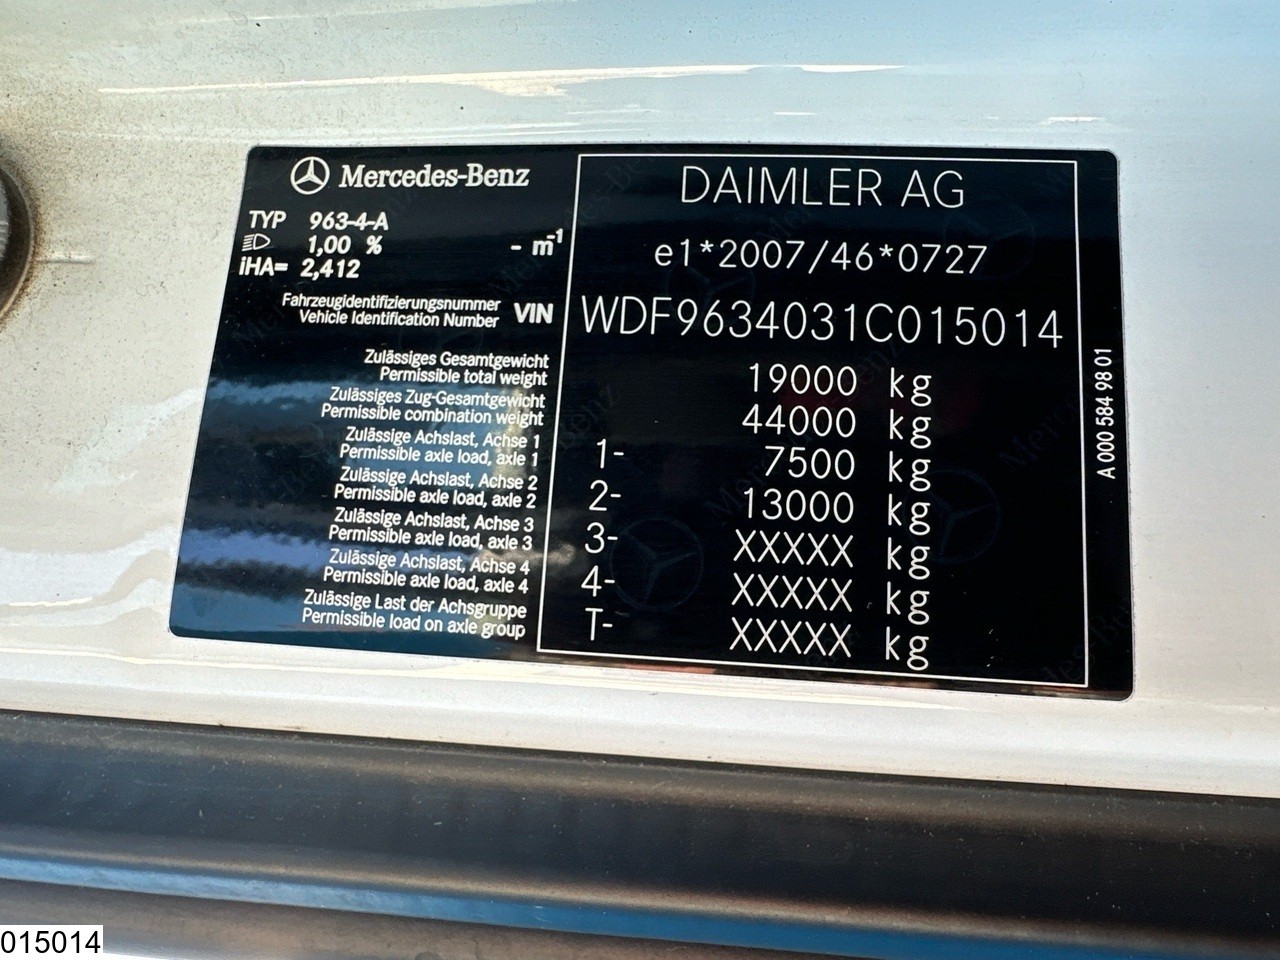 Mercedes-Benz
TYP 963-4-A
1,00 % - m-1
iHA= 2,412
Fahrzeugidentifizierungsnummer
Vehicle Identification Number VIN
Zulässiges Gesamtgewicht
Permissible total weight
Zulässiges Zug-Gesamtgewicht
Permissible combination weight
Zulässige Achslast, Achse 1
Permissible axle load, axle 1
Zulässige Achslast, Achse 2
Permissible axle load, axle 2
Zulässige Achslast, Achse 3
Permissible axle load, axle 3
Zulässige Achslast, Achse 4
Permissible axle load, axle 4
Zulässige Last der Achsgruppe
Permissible load on axle group
DAIMLER AG
e1*2007/46*0727
WDF9634031C015014
19000 kg
44000 kg
1- 7500 kg
2- 13000 kg
3- XXXXX kg
4- XXXXX kg
T- XXXXX kg
A 000 584 98 01
015014